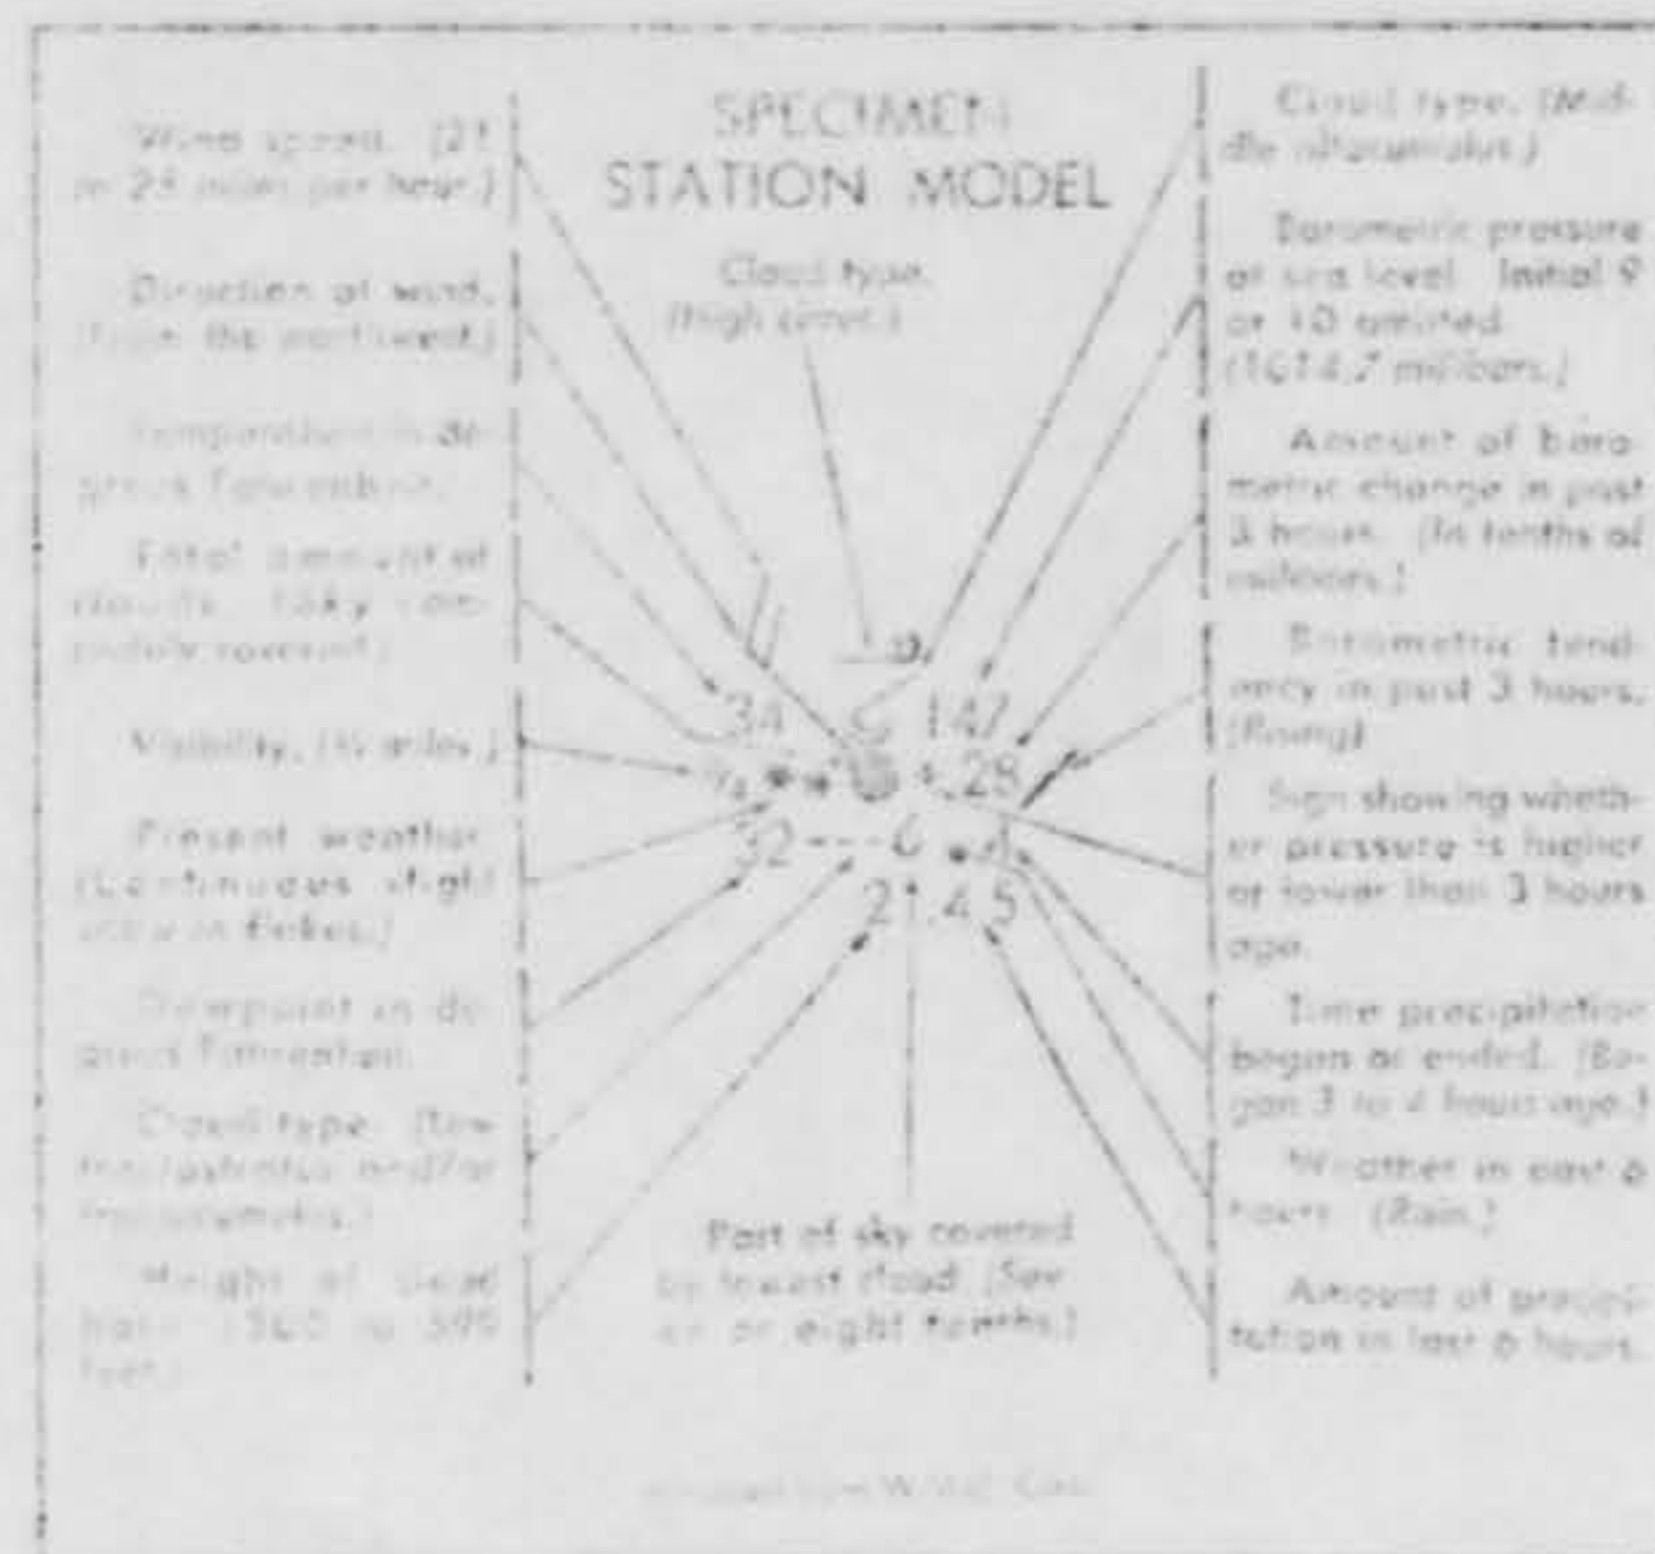 SPECIMEN
STATION MODEL
Wind speed. (21
to 25 miles per hour.)
Direction of wind.
(From the northwest.)
Temperature in de-
grees Fahrenheit.
Total amount of
clouds. (Sky com-
pletely covered.)
Visibility. (¾ miles.)
Present weather
(Continuous slight
snow in flakes.)
Dewpoint in de-
grees Fahrenheit.
Cloud type. (Low
fractostratus and/or
fractocumulus.)
Height of cloud
base. (300 to 599
feet.)
Cloud type.
(High cirrus.)
34 147
28
32 6
2 .45
Part of sky covered
by lowest cloud. (Sev-
en or eight tenths.)
Cloud type. (Mid-
dle altocumulus.)
Barometric pressure
at sea level. Initial 9
or 10 omitted.
(1014.7 millibars.)
Amount of baro-
metric change in past
3 hours. (In tenths of
millibars.)
Barometric tend-
ency in past 3 hours.
(Rising)
Sign showing wheth-
er pressure is higher
or lower than 3 hours
ago.
Time precipitation
began or ended. (Be-
gan 3 to 4 hours ago.)
Weather in past 6
hours. (Rain.)
Amount of precipi-
tation in last 6 hours.